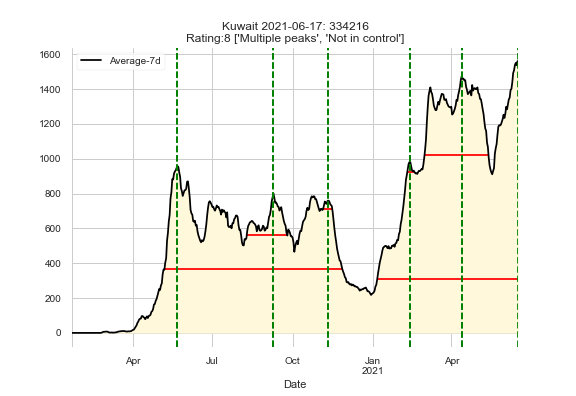 Kuwait 2021-06-17: 334216
Rating:8 ['Multiple peaks', 'Not in control']
Average-7d
1600
1400
1200
1000
800
600
400
200
0
Apr Jul Oct Jan Apr
2021
Date